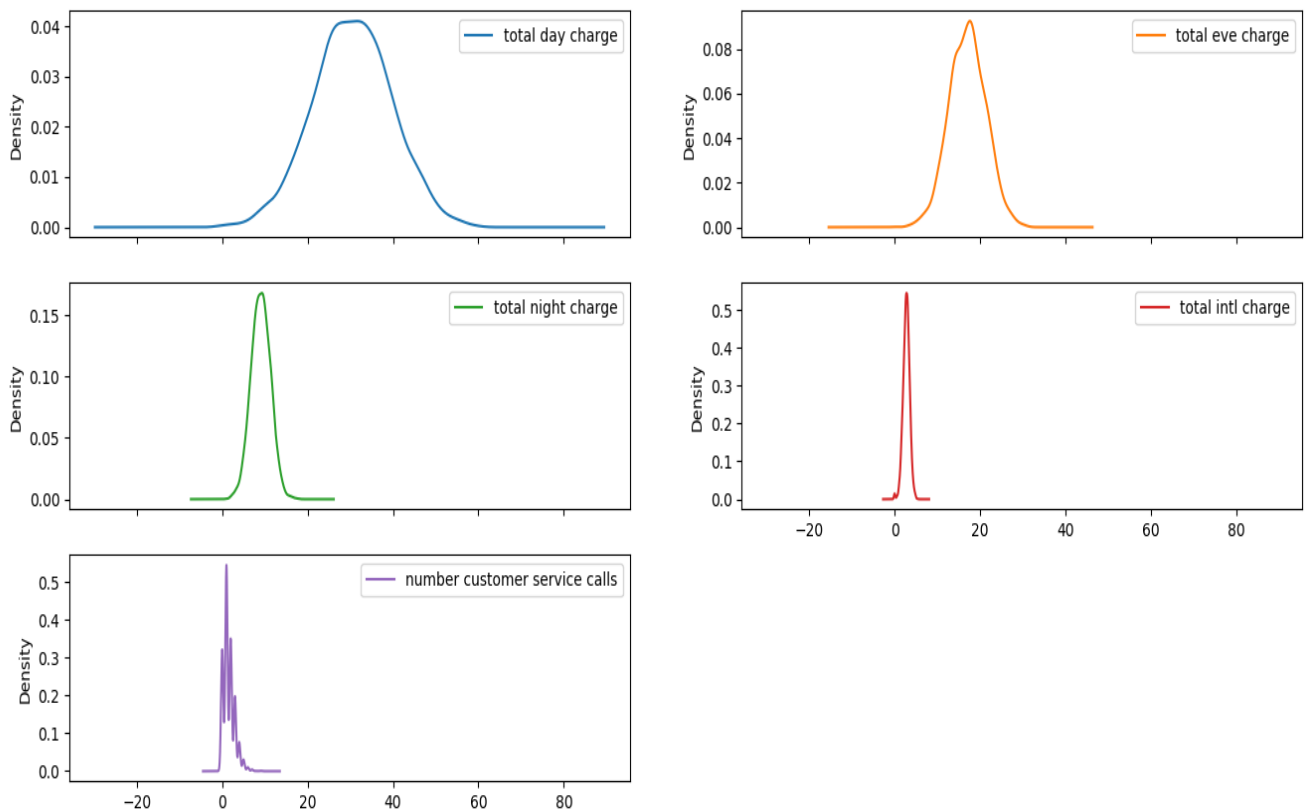 0.04
0.03
0.02
0.01
0.00
Density
total day charge
0.08
0.06
0.04
0.02
0.00
Density
total eve charge
0.15
0.10
0.05
0.00
Density
total night charge
0.5
0.4
0.3
0.2
0.1
0.0
Density
total intl charge
−20 0 20 40 60 80
0.5
0.4
0.3
0.2
0.1
0.0
Density
number customer service calls
−20 0 20 40 60 80